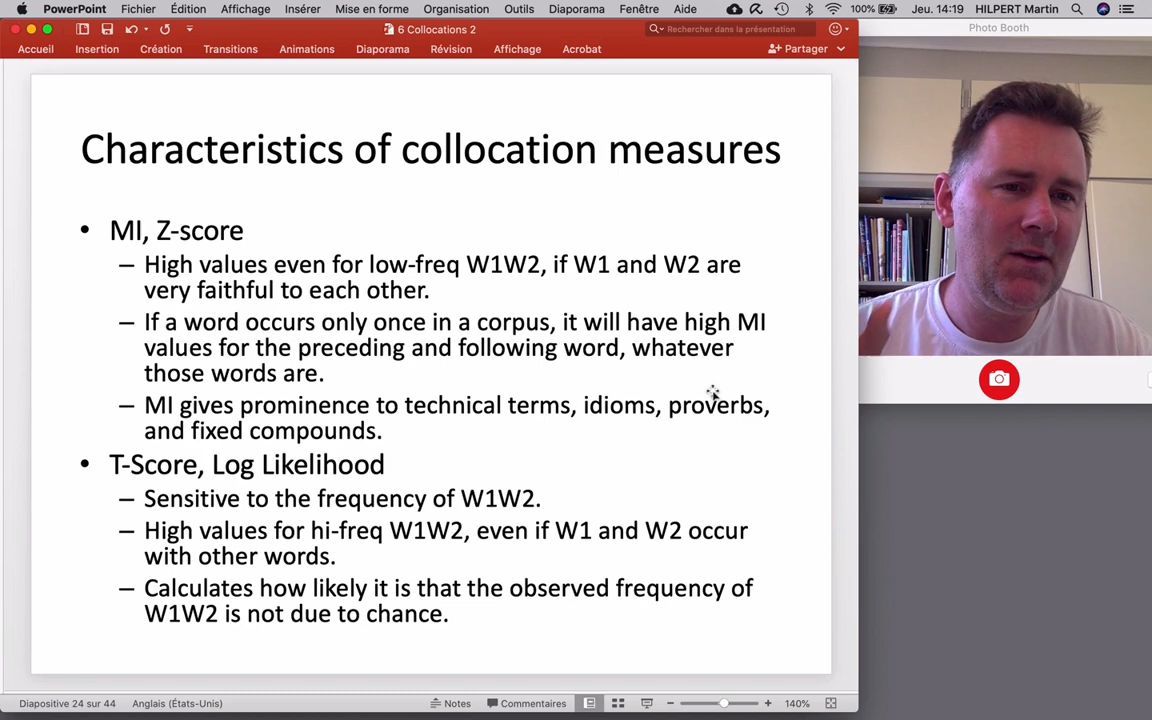 PowerPoint Fichier Édition Affichage Insérer Mise en forme Organisation Outils Diaporama Fenêtre Aide 100% Jeu. 14:19 HILPERT Martin
6 Collocations 2
Rechercher dans la présentation
Photo Booth
Accueil Insertion Création Transitions Animations Diaporama Révision Affichage Acrobat Partager
Characteristics of collocation measures
• MI, Z-score
– High values even for low-freq W1W2, if W1 and W2 are
very faithful to each other.
– If a word occurs only once in a corpus, it will have high MI
values for the preceding and following word, whatever
those words are.
– MI gives prominence to technical terms, idioms, proverbs,
and fixed compounds.
• T-Score, Log Likelihood
– Sensitive to the frequency of W1W2.
– High values for hi-freq W1W2, even if W1 and W2 occur
with other words.
– Calculates how likely it is that the observed frequency of
W1W2 is not due to chance.
Diapositive 24 sur 44 Anglais (États-Unis) Notes Commentaires 140%